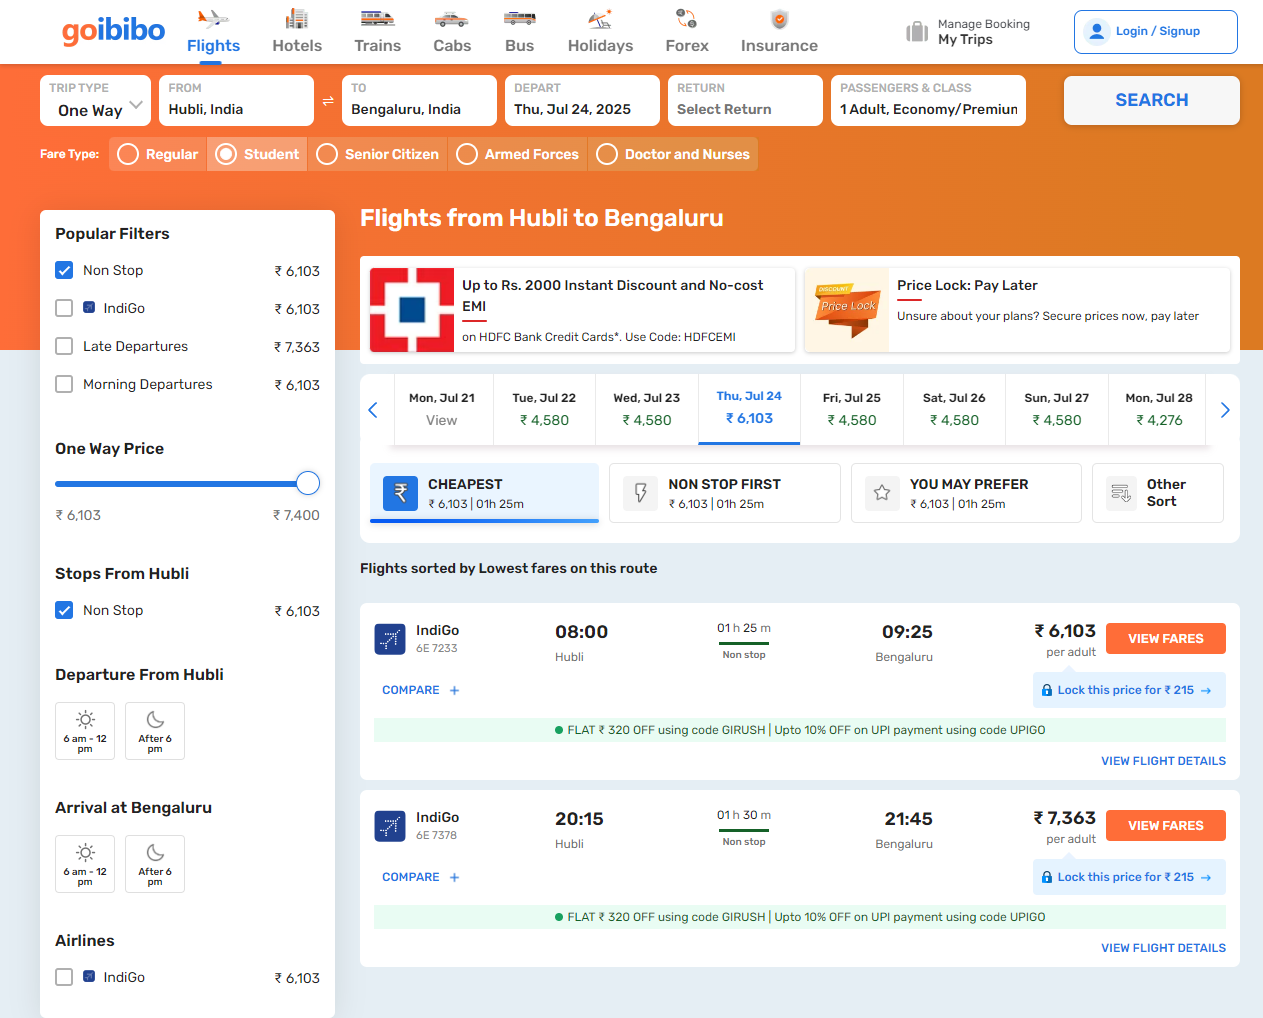 goibibo
Flights
Hotels
Trains
Cabs
Bus
Holidays
Forex
Insurance
Manage Booking
My Trips
Login / Signup
TRIP TYPE
One Way
FROM
Hubli, India
TO
Bengaluru, India
DEPART
Thu, Jul 24, 2025
RETURN
Select Return
PASSENGERS & CLASS
1 Adult, Economy/Premiun
SEARCH
Fare Type:
Regular
Student
Senior Citizen
Armed Forces
Doctor and Nurses
Popular Filters
Non Stop ₹ 6,103
IndiGo ₹ 6,103
Late Departures ₹ 7,363
Morning Departures ₹ 6,103
One Way Price
₹ 6,103 ₹ 7,400
Stops From Hubli
Non Stop ₹ 6,103
Departure From Hubli
6 am - 12
pm
After 6
pm
Arrival at Bengaluru
6 am - 12
pm
After 6
pm
Airlines
IndiGo ₹ 6,103
Flights from Hubli to Bengaluru
Up to Rs. 2000 Instant Discount and No-cost
EMI
on HDFC Bank Credit Cards*. Use Code: HDFCEMI
DISCOUNT
Price Lock
Price Lock: Pay Later
Unsure about your plans? Secure prices now, pay later
Mon, Jul 21
View
Tue, Jul 22
₹ 4,580
Wed, Jul 23
₹ 4,580
Thu, Jul 24
₹ 6,103
Fri, Jul 25
₹ 4,580
Sat, Jul 26
₹ 4,580
Sun, Jul 27
₹ 4,580
Mon, Jul 28
₹ 4,276
CHEAPEST
₹ 6,103 | 01h 25m
NON STOP FIRST
₹ 6,103 | 01h 25m
YOU MAY PREFER
₹ 6,103 | 01h 25m
Other
Sort
Flights sorted by Lowest fares on this route
IndiGo
6E 7233
08:00
Hubli
01 h 25 m
Non stop
09:25
Bengaluru
₹ 6,103
per adult
VIEW FARES
COMPARE +
Lock this price for ₹ 215 →
FLAT ₹ 320 OFF using code GIRUSH | Upto 10% OFF on UPI payment using code UPIGO
VIEW FLIGHT DETAILS
IndiGo
6E 7378
20:15
Hubli
01 h 30 m
Non stop
21:45
Bengaluru
₹ 7,363
per adult
VIEW FARES
COMPARE +
Lock this price for ₹ 215 →
FLAT ₹ 320 OFF using code GIRUSH | Upto 10% OFF on UPI payment using code UPIGO
VIEW FLIGHT DETAILS